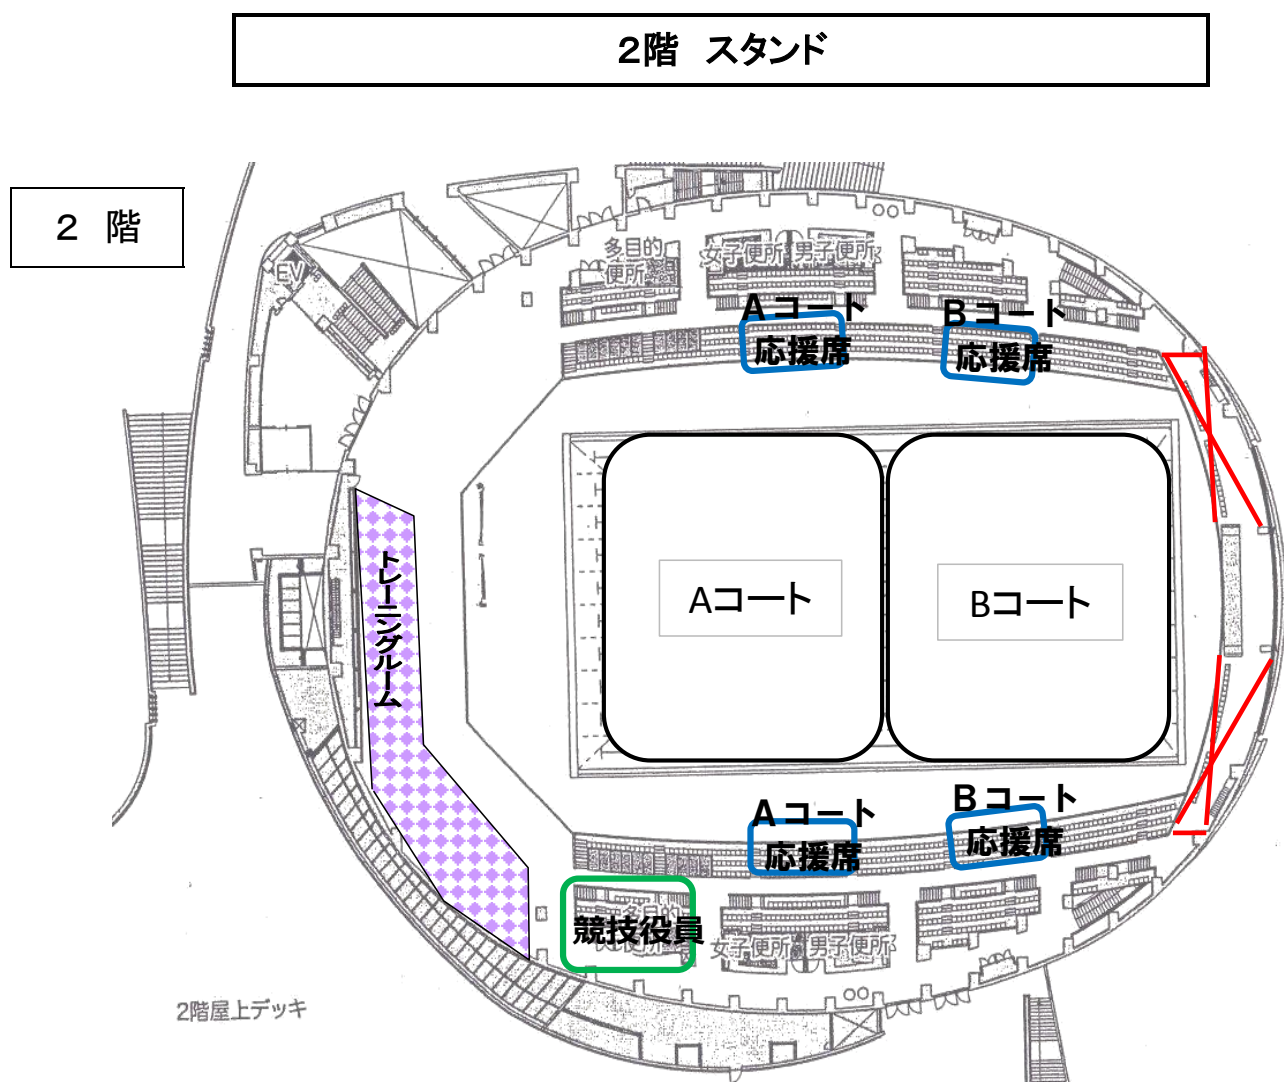 ２階　スタンド
２　階
多目的
便所
女子便所
男子便所
EV
Ａコート
応援席
Ｂコート
応援席
トレーニングルーム
Aコート
Bコート
Ａコート
応援席
Ｂコート
応援席
競技役員
女子便所
男子便所
2階屋上デッキ